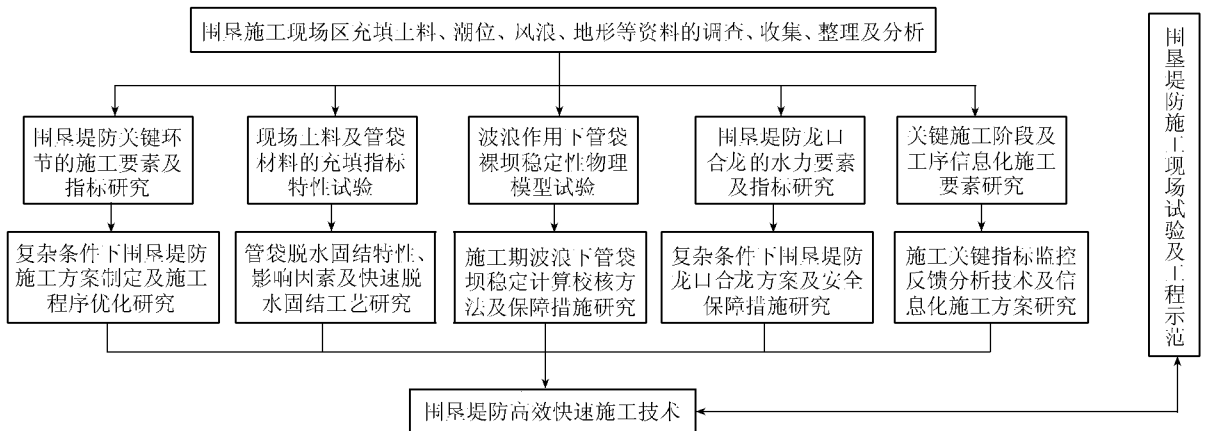 围垦施工现场区充填土料、潮位、风浪、地形等资料的调查、收集、整理及分析
围垦堤防关键环
节的施工要素及
指标研究
现场土料及管袋
材料的充填指标
特性试验
波浪作用下管袋
裸坝稳定性物理
模型试验
围垦堤防龙口
合龙的水力要素
及指标研究
关键施工阶段及
工序信息化施工
要素研究
复杂条件下围垦堤防
施工方案制定及施工
程序优化研究
管袋脱水固结特性、
影响因素及快速脱
水固结工艺研究
施工期波浪下管袋
坝稳定计算校核方
法及保障措施研究
复杂条件下围垦堤防
龙口合龙方案及安全
保障措施研究
施工关键指标监控
反馈分析技术及信
息化施工方案研究
围垦堤防高效快速施工技术
围垦堤防施工现场试验及工程示范